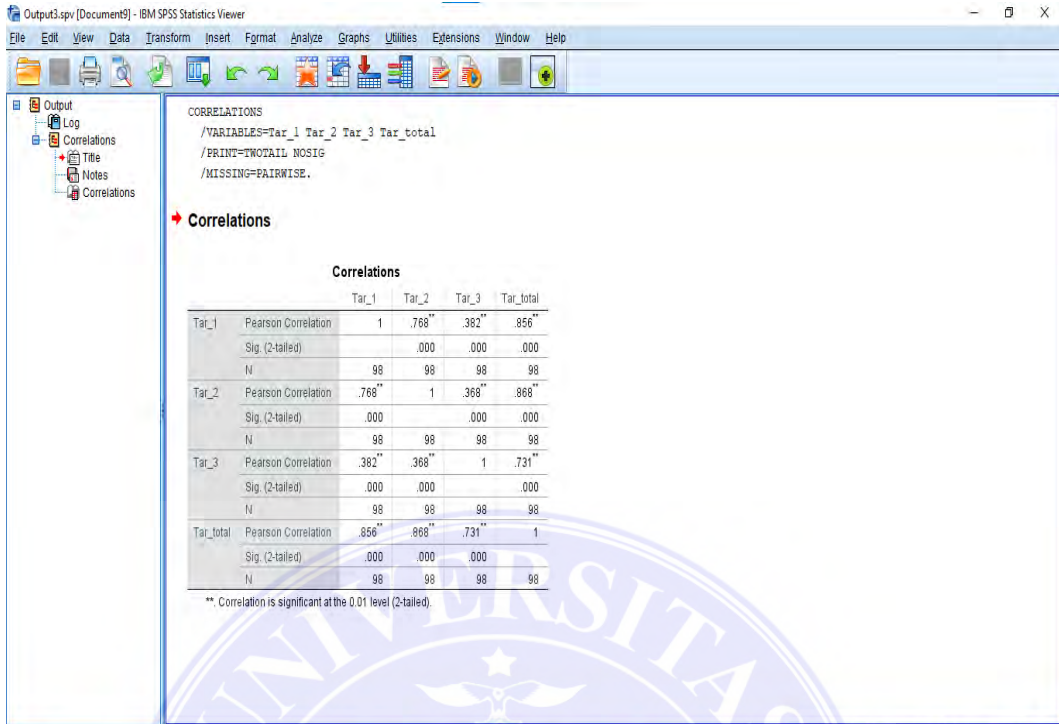 Output3.spv [Document9] - IBM SPSS Statistics Viewer
File Edit View Data Transform Insert Format Analyze Graphs Utilities Extensions Window Help
Output
Log
Correlations
Title
Notes
Correlations
CORRELATIONS
/VARIABLES=Tar_1 Tar_2 Tar_3 Tar_total
/PRINT=TWOTAIL NOSIG
/MISSING=PAIRWISE.
Correlations
Correlations
Tar_1 Tar_2 Tar_3 Tar_total
Tar_1 Pearson Correlation 1 .768** .382** .856**
Sig. (2-tailed) .000 .000 .000
N 98 98 98 98
Tar_2 Pearson Correlation .768** 1 .368** .868**
Sig. (2-tailed) .000 .000 .000
N 98 98 98 98
Tar_3 Pearson Correlation .382** .368** 1 .731**
Sig. (2-tailed) .000 .000 .000
N 98 98 98 98
Tar_total Pearson Correlation .856** .868** .731** 1
Sig. (2-tailed) .000 .000 .000
N 98 98 98 98
**. Correlation is significant at the 0.01 level (2-tailed).
UNIVERSITAS